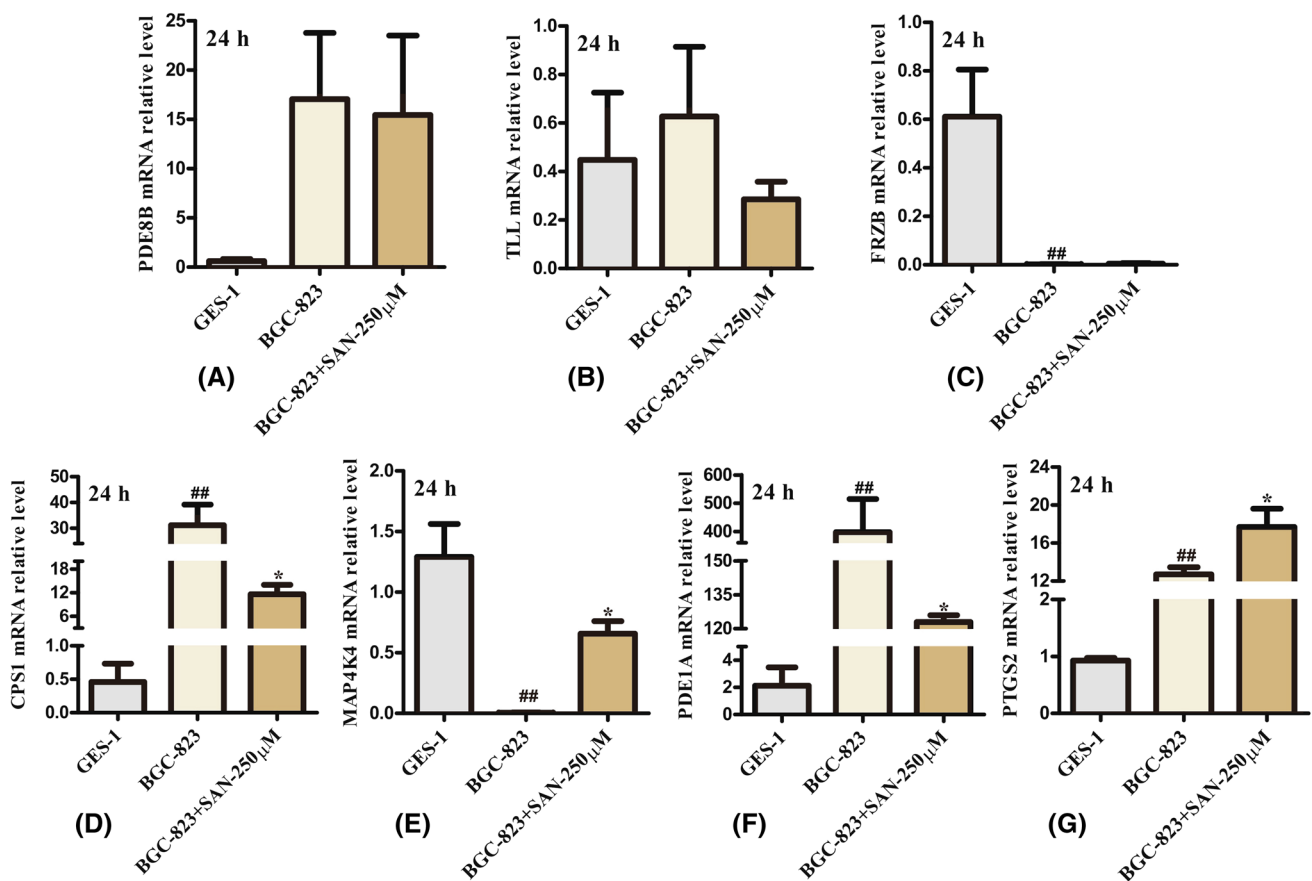 PDE8B mRNA relative level
24 h
25
20
15
10
5
0
GES-1
BGC-823
BGC-823+SAN-250μM
(A)
TLL mRNA relative level
24 h
1.0
0.8
0.6
0.4
0.2
0.0
GES-1
BGC-823
BGC-823+SAN-250μM
(B)
FRZB mRNA relative level
24 h
1.0
0.8
0.6
0.4
0.2
0.0
##
GES-1
BGC-823
BGC-823+SAN-250μM
(C)
CPS1 mRNA relative level
24 h
50
40
30
18
12
6
1.0
0.5
0.0
##
*
GES-1
BGC-823
BGC-823+SAN-250μM
(D)
MAP4K4 mRNA relative level
24 h
2.0
1.5
1.0
0.5
0.0
##
*
GES-1
BGC-823
BGC-823+SAN-250μM
(E)
PDE1A mRNA relative level
24 h
600
500
400
150
135
120
4
2
0
##
*
GES-1
BGC-823
BGC-823+SAN-250μM
(F)
PTGS2 mRNA relative level
24 h
24
20
16
12
2
1
0
##
*
GES-1
BGC-823
BGC-823+SAN-250μM
(G)